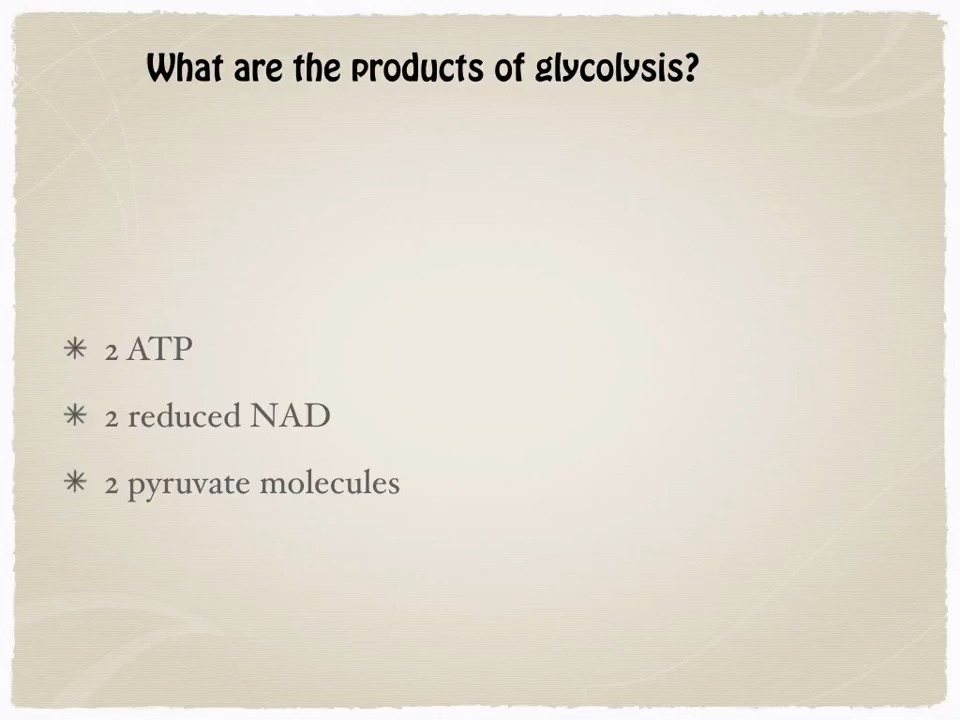 What are the products of glycolysis?
2 ATP
2 reduced NAD
2 pyruvate molecules